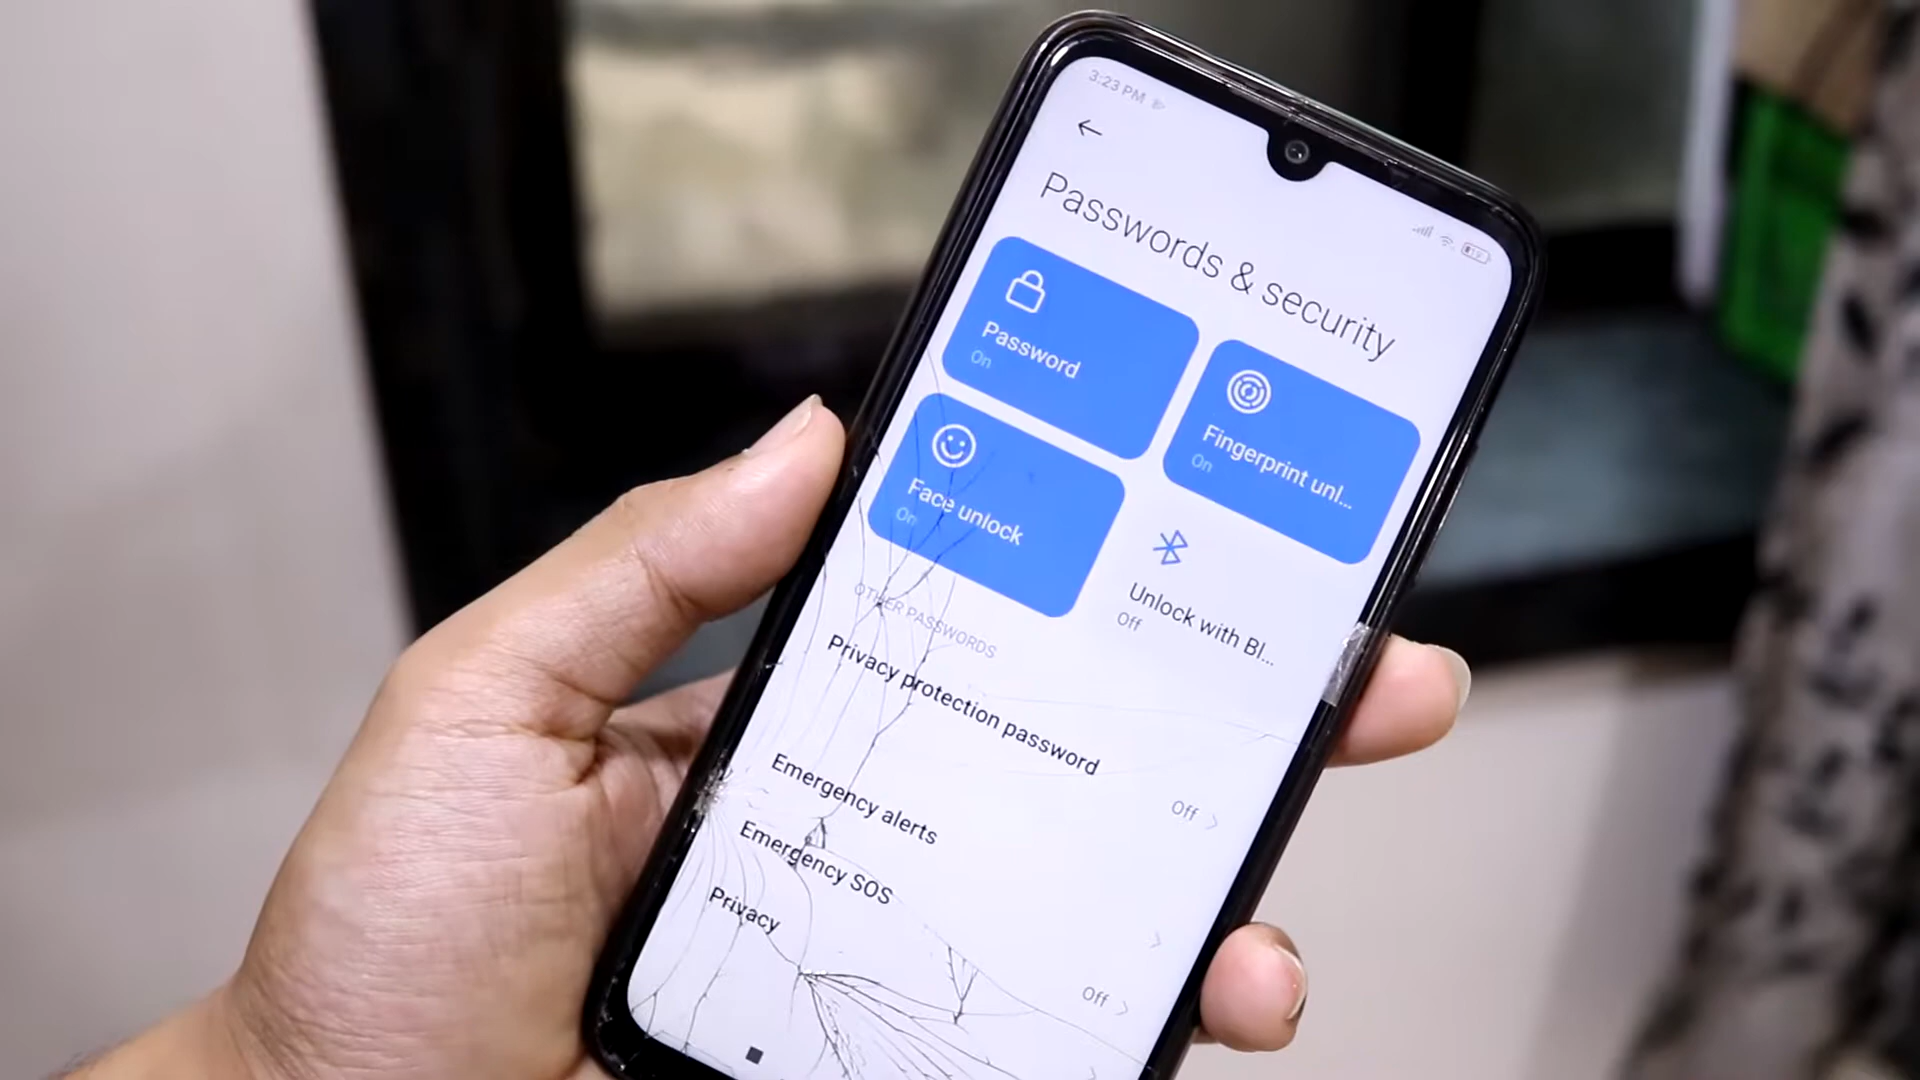 3:23 PM
Passwords & security
Password
On
Fingerprint unl...
On
Face unlock
On
Unlock with Bl...
Off
OTHER PASSWORDS
Privacy protection password
Off
Emergency alerts
Emergency SOS
Off
Privacy